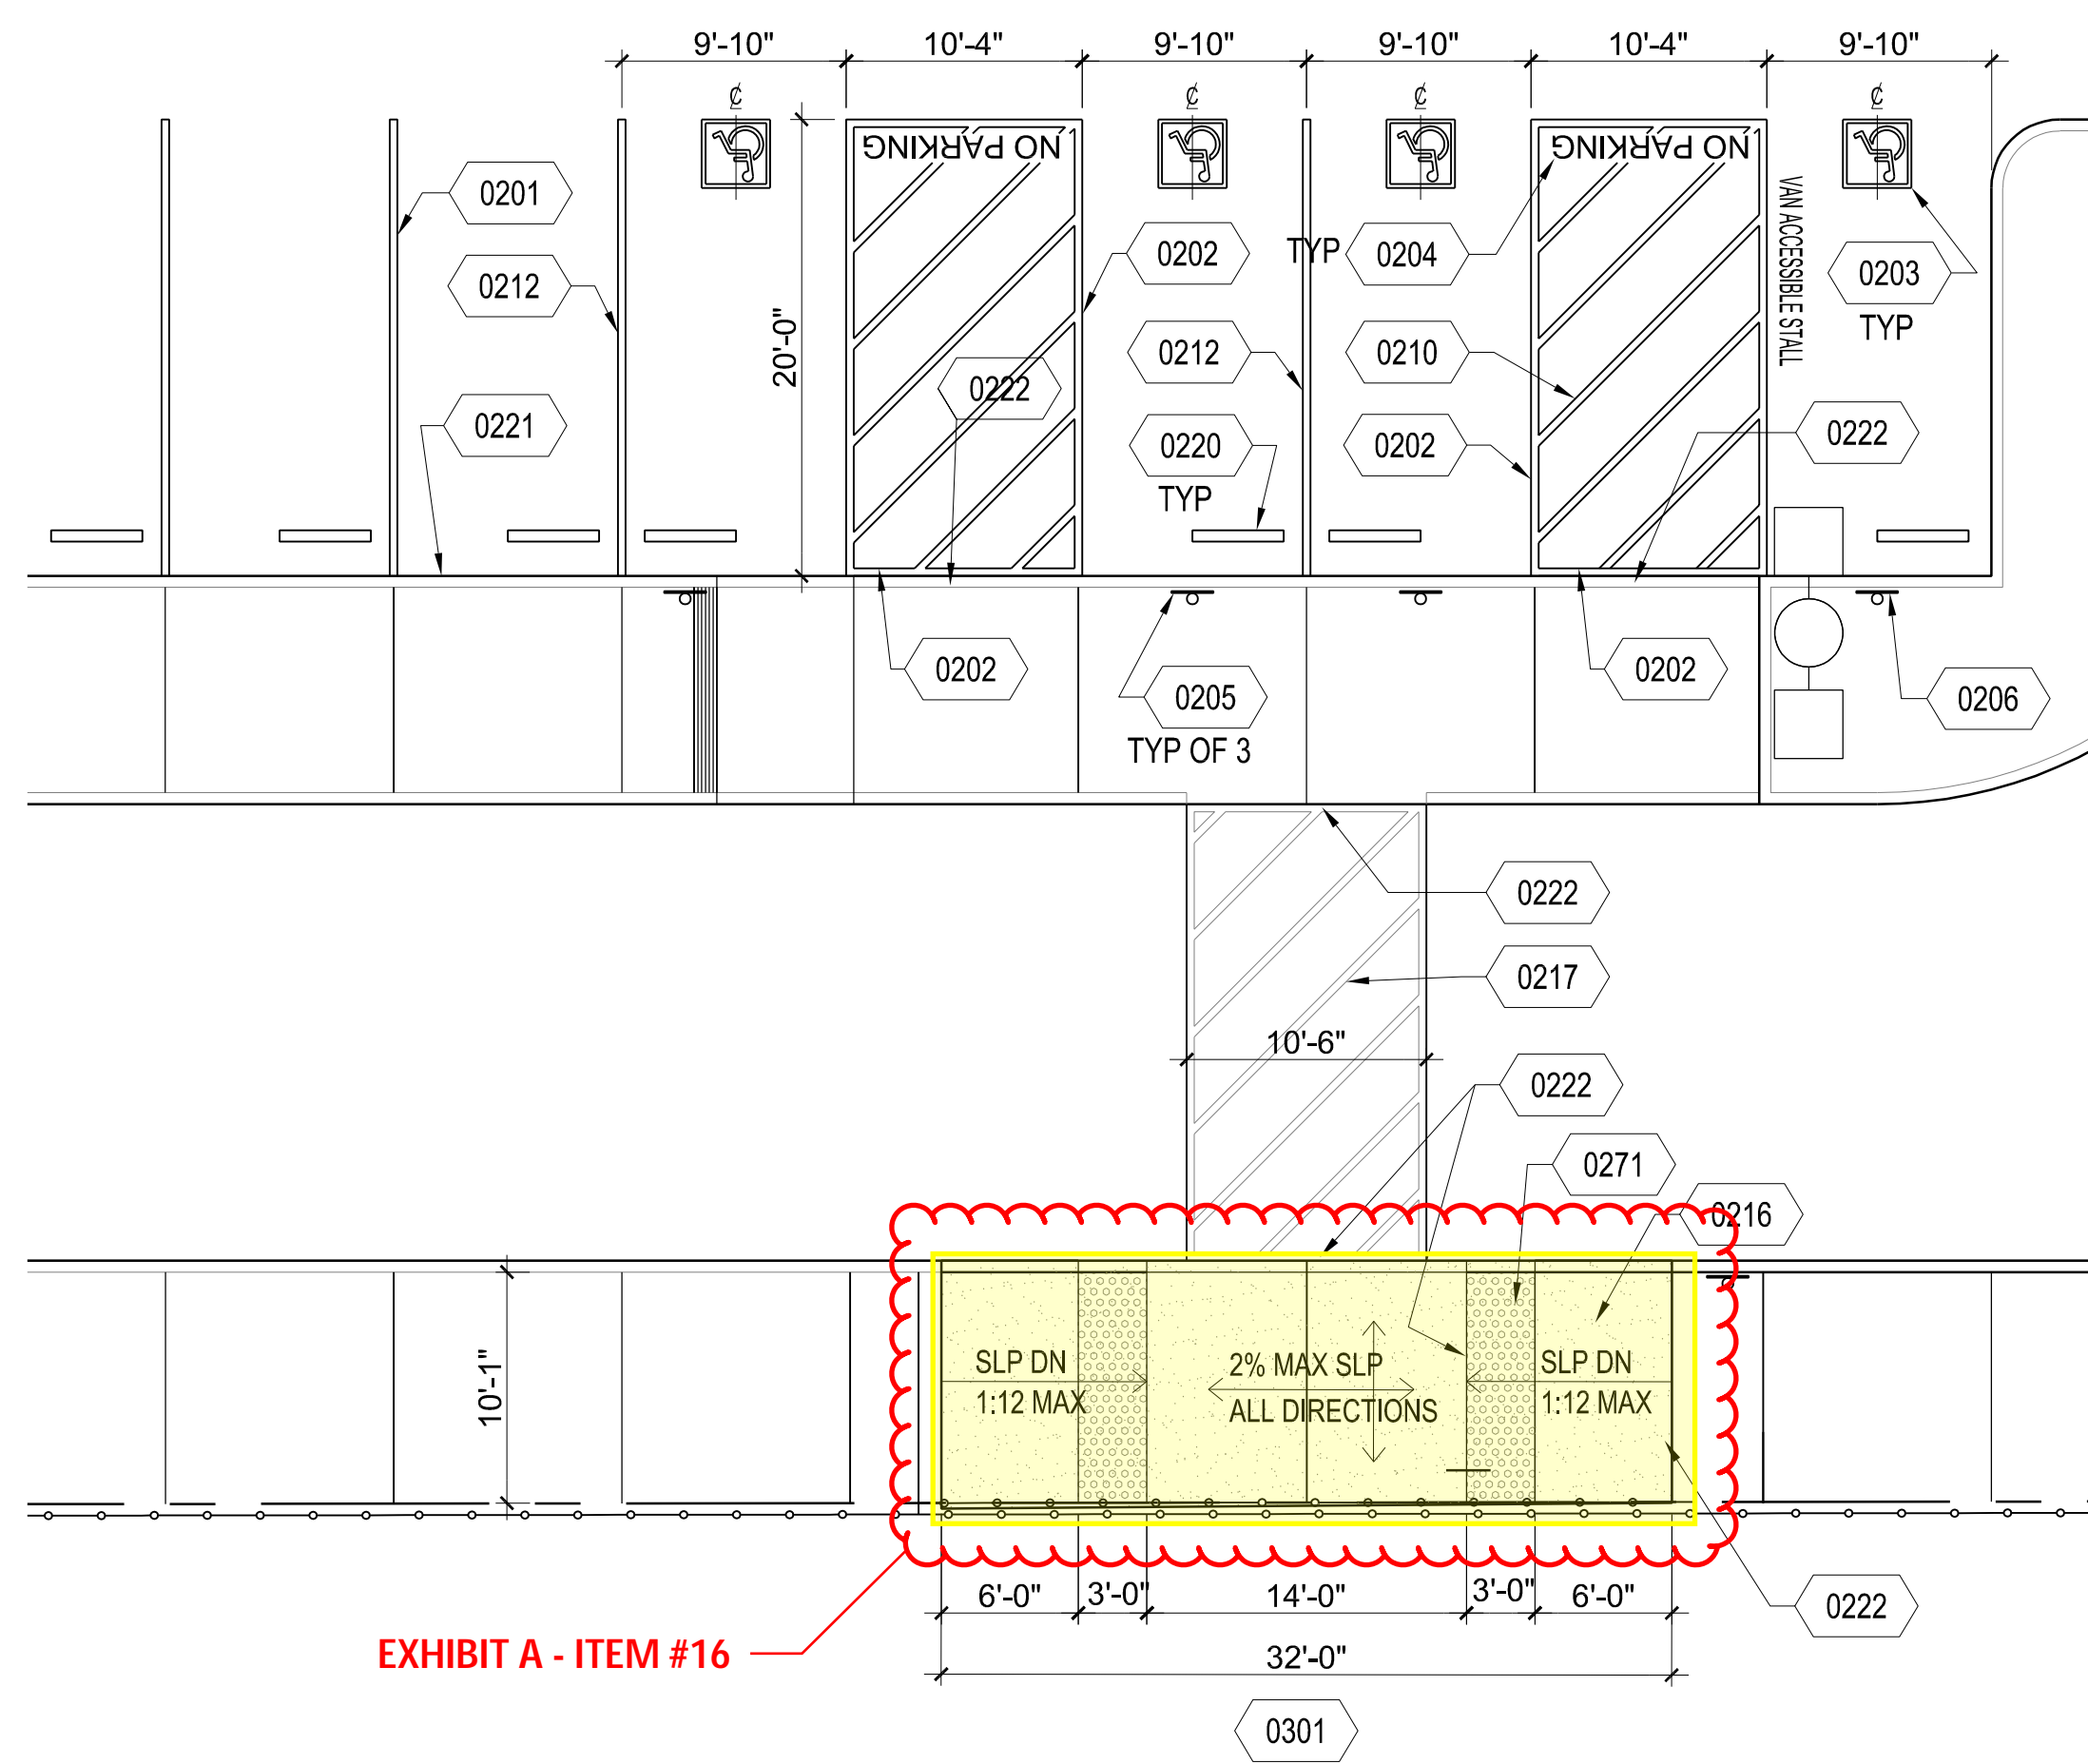 9'-10" 10'-4" 9'-10" 9'-10" 10'-4" 9'-10"
℄ ℄ ℄ ℄
NO PARKING NO PARKING
0201
0212
0221
20'-0"
0222
0202
0212
0220
TYP
TYP 0204
0210
0202
VAN ACCESSIBLE STALL
0203
TYP
0222
0202
0205
TYP OF 3
0202
0206
0222
0217
10'-6"
0222
0271
0216
10'-1"
SLP DN
1:12 MAX
2% MAX SLP
ALL DIRECTIONS
SLP DN
1:12 MAX
6'-0" 3'-0" 14'-0" 3'-0" 6'-0"
0222
EXHIBIT A - ITEM #16
32'-0"
0301